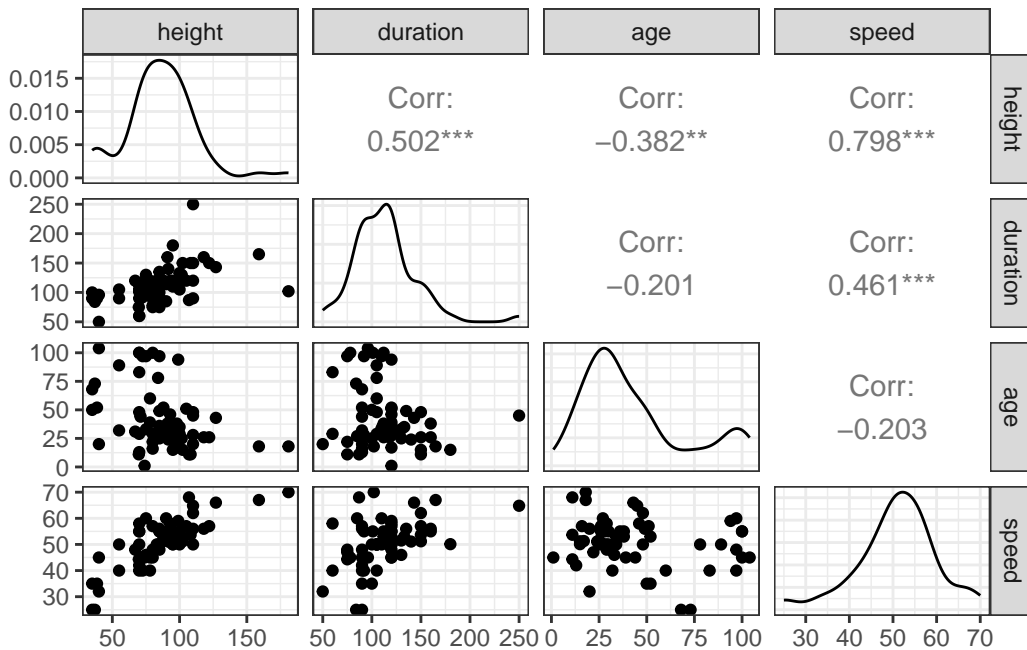 height duration age speed
0.015
0.010
0.005
0.000
Corr:
0.502***
Corr:
−0.382**
Corr:
0.798***
height
250
200
150
100
50
Corr:
−0.201
Corr:
0.461***
duration
100
75
50
25
0
Corr:
−0.203
age
70
60
50
40
30
speed
50 100 150 50 100 150 200 250 0 25 50 75 100 30 40 50 60 70